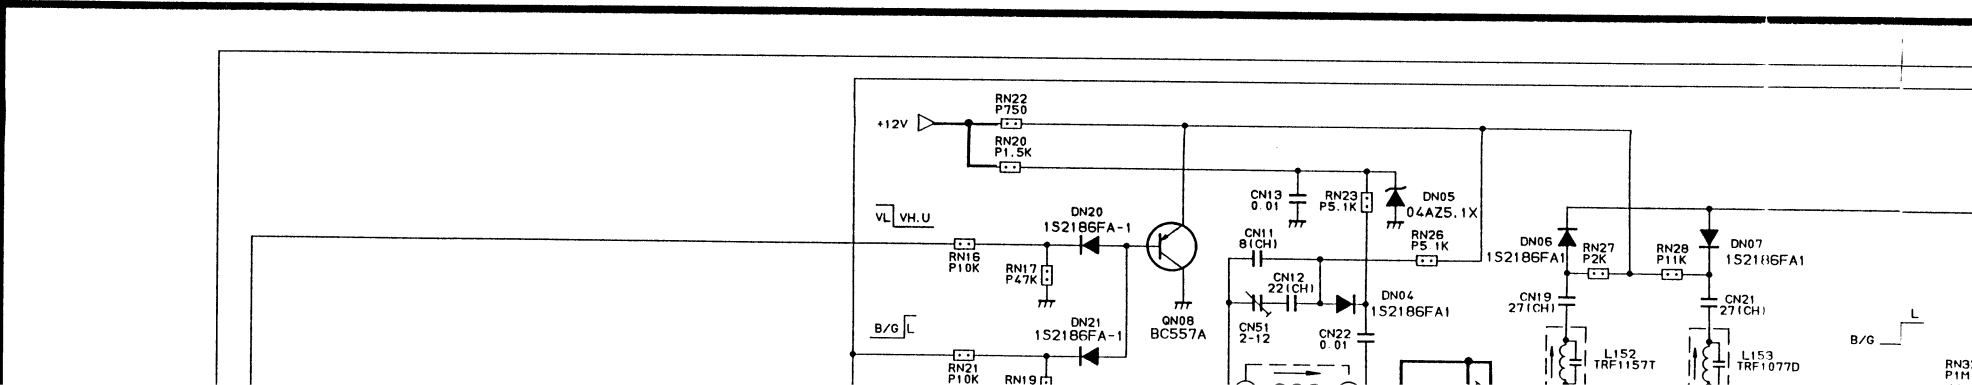 RN22
P750
+12V
RN20
P1.5K
CN13
0.01
RN23
P5.1K
DN05
04AZ5.1X
VL VH.U
DN20
1S2186FA-1
RN16
P10K
RN17
P47K
CN11
8(CH)
RN26
P5.1K
CN12
22(CH)
DN04
1S2186FA1
DN06
1S2186FA1
RN27
P2K
RN28
P11K
DN07
1S2186FA1
CN19
27(CH)
CN21
27(CH)
B/G L
DN21
1S2186FA-1
QN08
BC557A
CN51
2-12
CN22
0.01
L
B/G
L152
TRF1157T
L153
TRF1077D
RN21
P10K
RN19
P1M